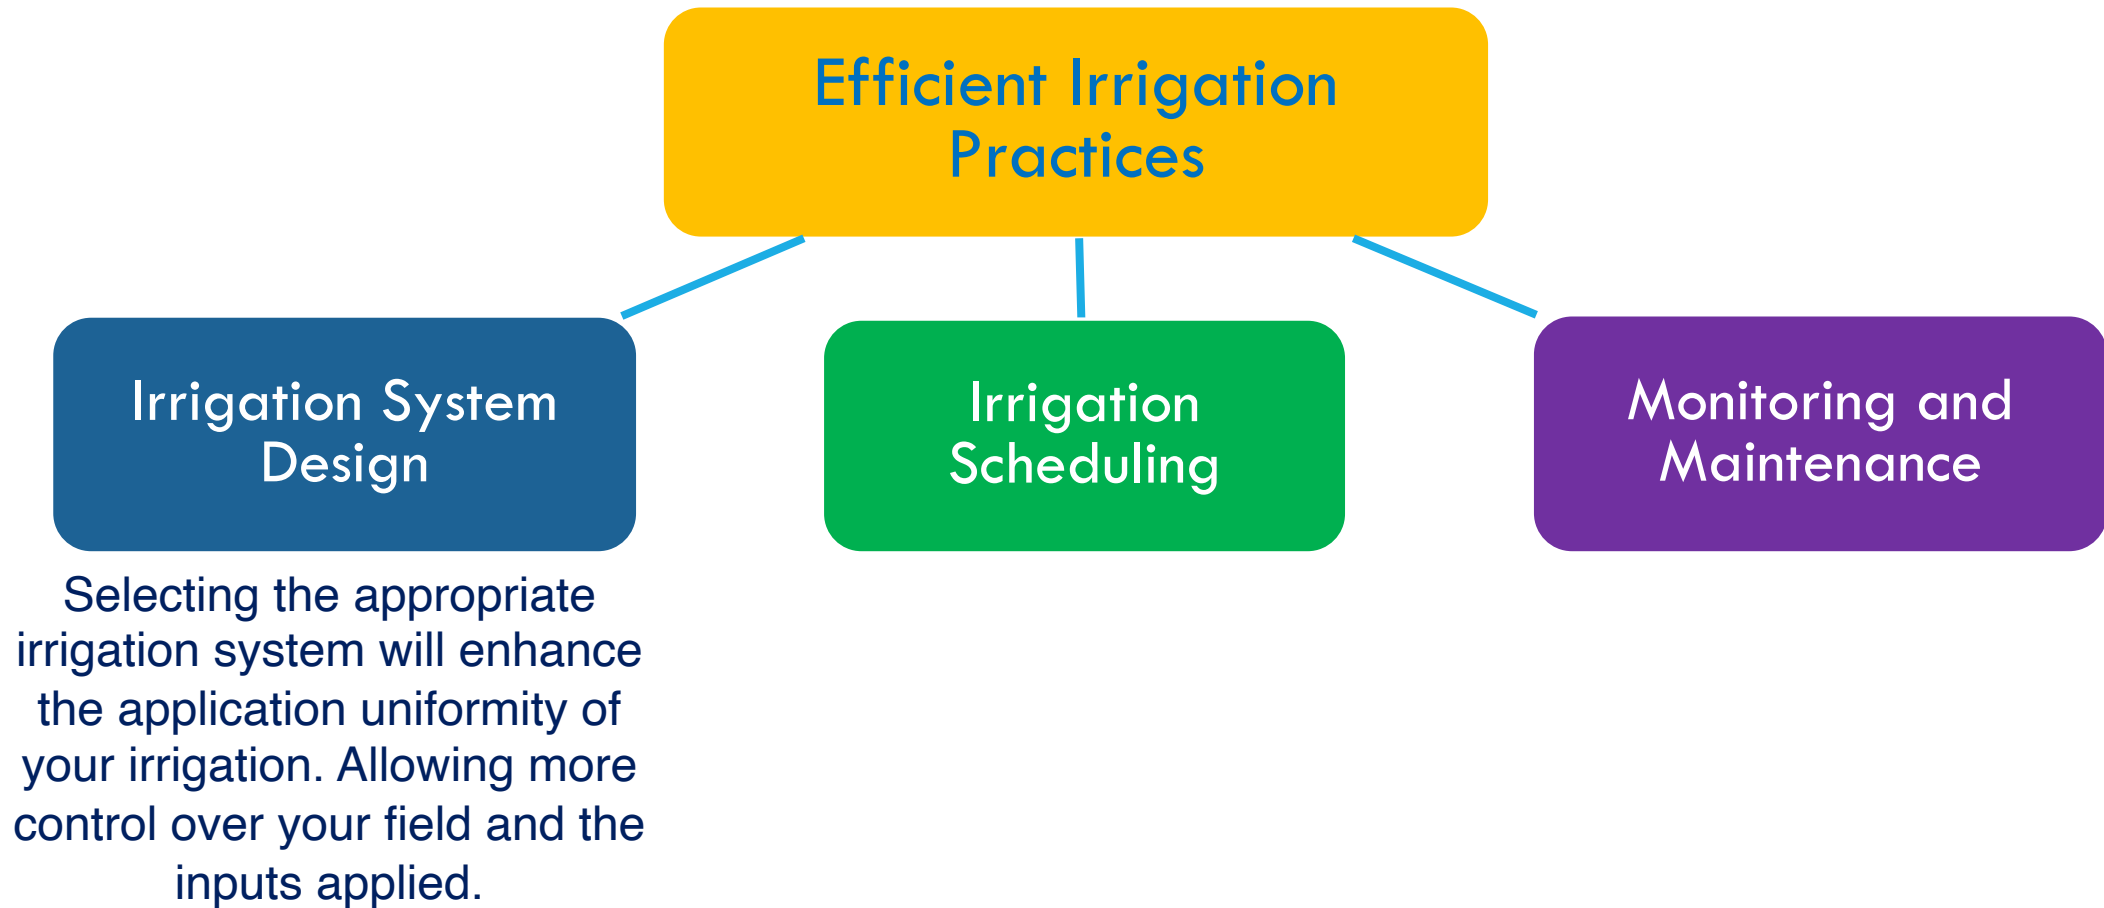 Efficient Irrigation
Practices
Irrigation System
Design
Irrigation
Scheduling
Monitoring and
Maintenance
Selecting the appropriate
irrigation system will enhance
the application uniformity of
your irrigation. Allowing more
control over your field and the
inputs applied.